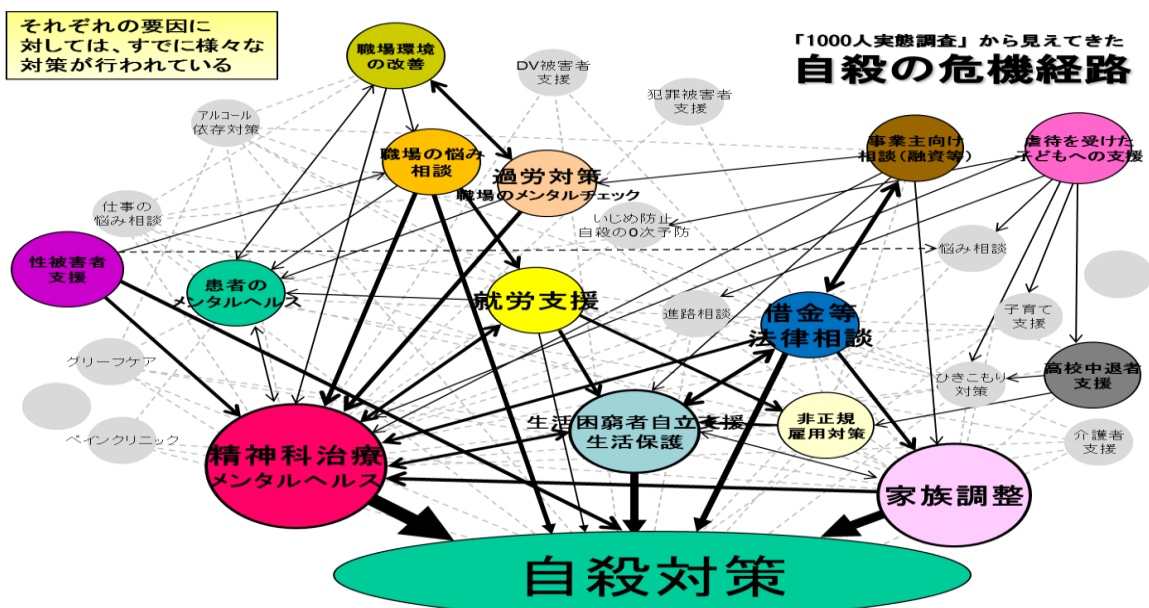 それぞれの要因に
対しては、すでに様々な
対策が行われている
「1000人実態調査」から見えてきた
自殺の危機経路
職場環境
の改善
DV被害者
支援
犯罪被害者
支援
アルコール
依存対策
職場の悩み
相談
過労対策
職場のメンタルチェック
事業主向け
相談(融資等)
虐待を受けた
子どもへの支援
仕事の
悩み相談
いじめ防止
自殺の0次予防
悩み相談
性被害者
支援
患者の
メンタルヘルス
就労支援
進路相談
借金等
法律相談
子育て
支援
グリーフケア
ひきこもり
対策
高校中退者
支援
ペインクリニック
精神科治療
メンタルヘルス
生活困窮者自立支援
生活保護
非正規
雇用対策
介護者
支援
家族調整
自殺対策